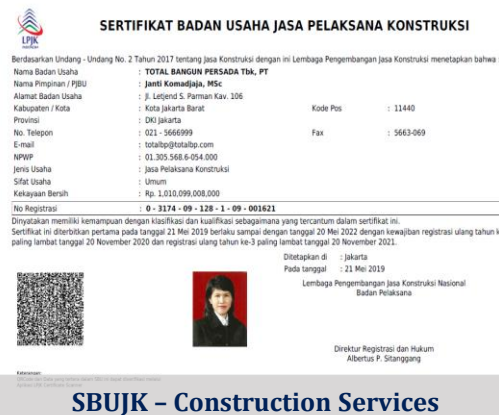 LPJK
SERTIFIKAT BADAN USAHA JASA PELAKSANA KONSTRUKSI
Berdasarkan Undang - Undang No. 2 Tahun 2017 tentang Jasa Konstruksi dengan ini Lembaga Pengembangan Jasa Konstruksi menetapkan bahwa :
Nama Badan Usaha : TOTAL BANGUN PERSADA Tbk, PT
Nama Pimpinan / PJBU : Janti Komadjaja, MSc
Alamat Badan Usaha : Jl. Letjend S. Parman Kav. 106
Kabupaten / Kota : Kota Jakarta Barat Kode Pos : 11440
Provinsi : DKI Jakarta
No. Telepon : 021 - 5666999 Fax : 5663-069
E-mail : totalbp@totalbp.com
NPWP : 01.305.568.6-054.000
Jenis Usaha : Jasa Pelaksana Konstruksi
Sifat Usaha : Umum
Kekayaan Bersih : Rp. 1,010,099,008,000
No Registrasi : 0 - 3174 - 09 - 128 - 1 - 09 - 001621
Dinyatakan memiliki kemampuan dengan klasifikasi dan kualifikasi sebagaimana yang tercantum dalam sertifikat ini.
Sertifikat ini diterbitkan pertama pada tanggal 21 Mei 2019 berlaku sampai dengan tanggal 20 Mei 2022 dengan kewajiban registrasi ulang tahun k
paling lambat tanggal 20 November 2020 dan registrasi ulang tahun ke-3 paling lambat tanggal 20 November 2021.
Ditetapkan di : Jakarta
Pada tanggal : 21 Mei 2019
Lembaga Pengembangan Jasa Konstruksi Nasional
Badan Pelaksana
Direktur Registrasi dan Hukum
Albertus P. Sitanggang
Keterangan
SBUJK – Construction Services